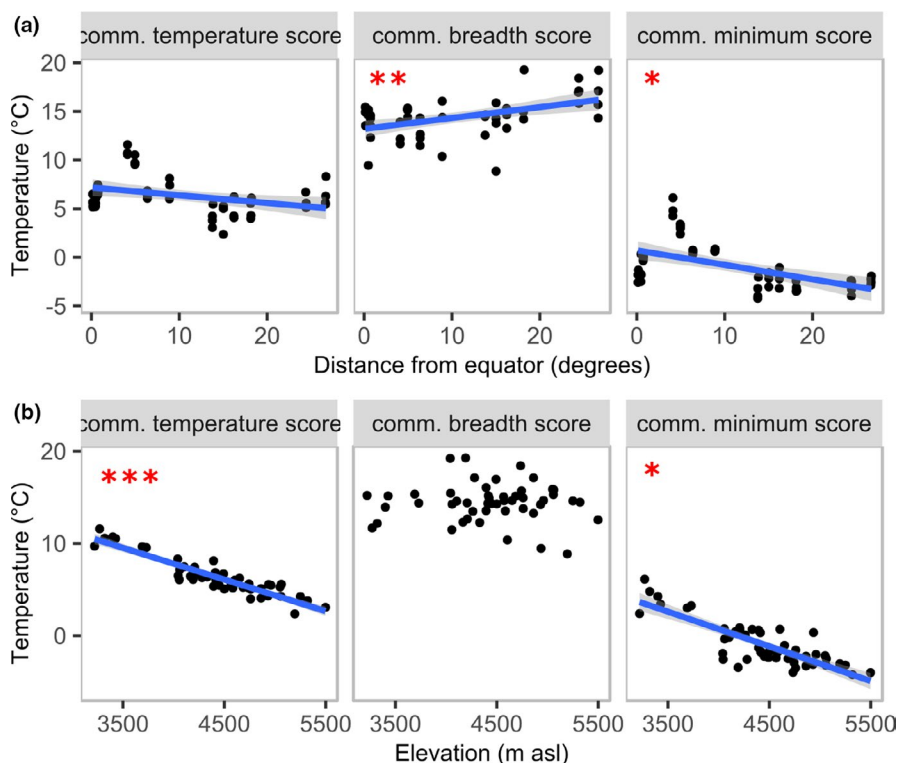 (a)
comm. temperature score
comm. breadth score
comm. minimum score
Temperature (°C)
20
15
10
5
0
-5
**
*
0
10
20
0
10
20
0
10
20
Distance from equator (degrees)
(b)
comm. temperature score
comm. breadth score
comm. minimum score
Temperature (°C)
20
10
0
***
*
3500
4500
5500
3500
4500
5500
3500
4500
5500
Elevation (m asl)